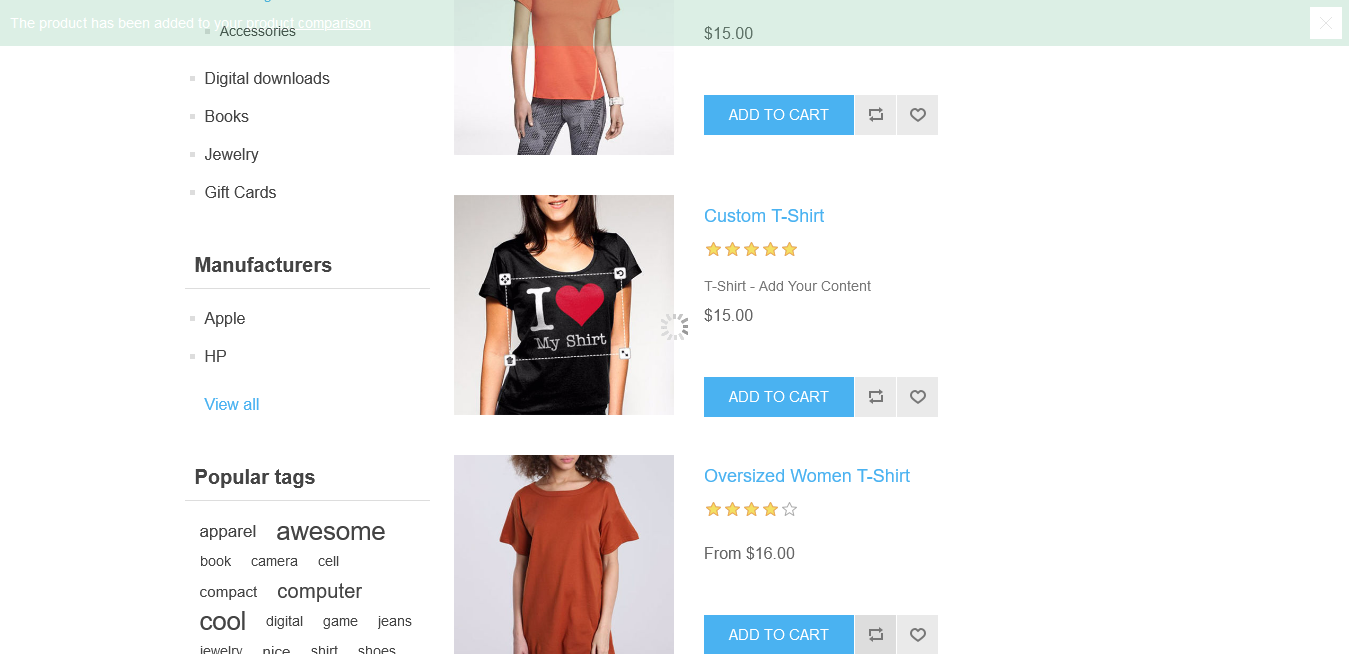 The product has been added to your product comparison
Accessories
Digital downloads
Books
Jewelry
Gift Cards
Manufacturers
Apple
HP
View all
Popular tags
apparel awesome
book camera cell
compact computer
cool digital game jeans
jewelry nice shirt shoes
$15.00
ADD TO CART
I
My Shirt
Custom T-Shirt
T-Shirt - Add Your Content
$15.00
ADD TO CART
Oversized Women T-Shirt
From $16.00
ADD TO CART